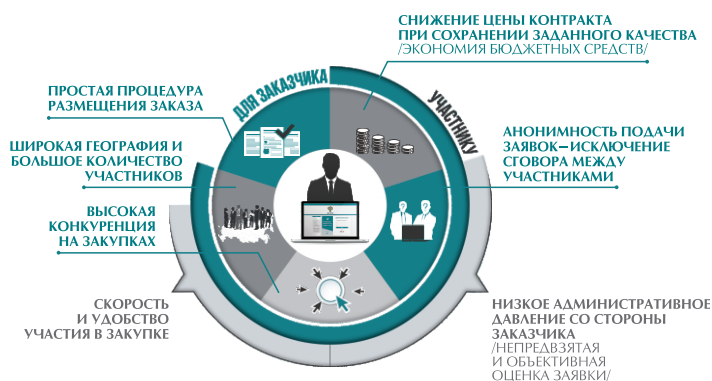 СНИЖЕНИЕ ЦЕНЫ КОНТРАКТА
ПРИ СОХРАНЕНИИ ЗАДАННОГО КАЧЕСТВА
/ЭКОНОМИЯ БЮДЖЕТНЫХ СРЕДСТВ/
ДЛЯ ЗАКАЗЧИКА
УЧАСТНИКУ
ПРОСТАЯ ПРОЦЕДУРА
РАЗМЕЩЕНИЯ ЗАКАЗА
ШИРОКАЯ ГЕОГРАФИЯ И
БОЛЬШОЕ КОЛИЧЕСТВО
УЧАСТНИКОВ
ВЫСОКАЯ
КОНКУРЕНЦИЯ
НА ЗАКУПКАХ
АНОНИМНОСТЬ ПОДАЧИ
ЗАЯВОК–ИСКЛЮЧЕНИЕ
СГОВОРА МЕЖДУ
УЧАСТНИКАМИ
СКОРОСТЬ
И УДОБСТВО
УЧАСТИЯ В ЗАКУПКЕ
НИЗКОЕ АДМИНИСТРАТИВНОЕ
ДАВЛЕНИЕ СО СТОРОНЫ
ЗАКАЗЧИКА
/НЕПРЕДВЗЯТАЯ
И ОБЪЕКТИВНАЯ
ОЦЕНКА ЗАЯВКИ/